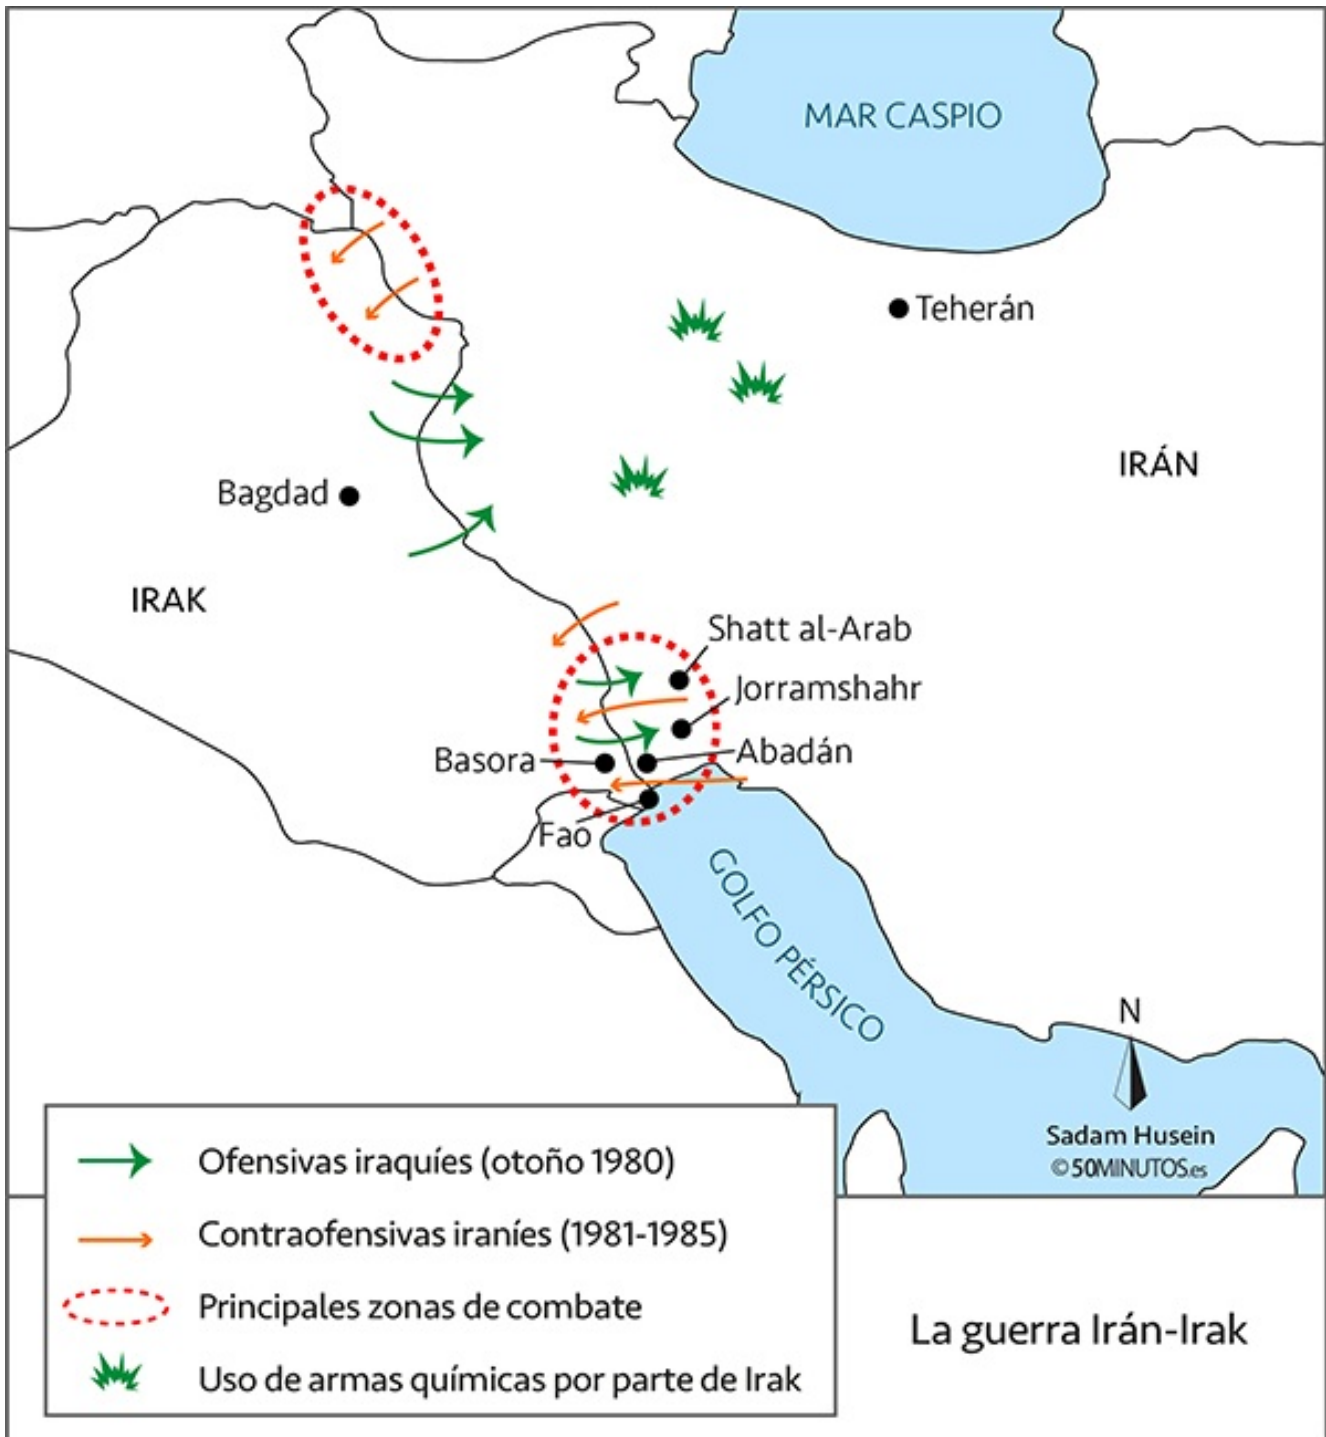 MAR CASPIO
Teherán
IRÁN
Bagdad
IRAK
Shatt al-Arab
Jorramshahr
Basora
Abadán
Fao
GOLFO PÉRSICO
N
Sadam Husein
© 50MINUTOS.es
Ofensivas iraquíes (otoño 1980)
Contraofensivas iraníes (1981-1985)
Principales zonas de combate
Uso de armas químicas por parte de Irak
La guerra Irán-Irak